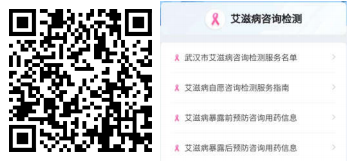 艾滋病咨询检测
武汉市艾滋病咨询检测服务名单
艾滋病自愿咨询检测服务指南
艾滋病暴露前预防咨询用药信息
艾滋病暴露后预防咨询用药信息